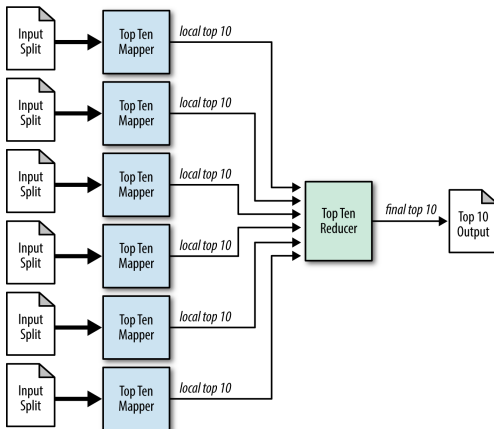 Input
Split
Top Ten
Mapper
local top 10
Input
Split
Top Ten
Mapper
local top 10
Input
Split
Top Ten
Mapper
local top 10
Input
Split
Top Ten
Mapper
local top 10
Input
Split
Top Ten
Mapper
local top 10
Input
Split
Top Ten
Mapper
local top 10
Top Ten
Reducer
final top 10
Top 10
Output